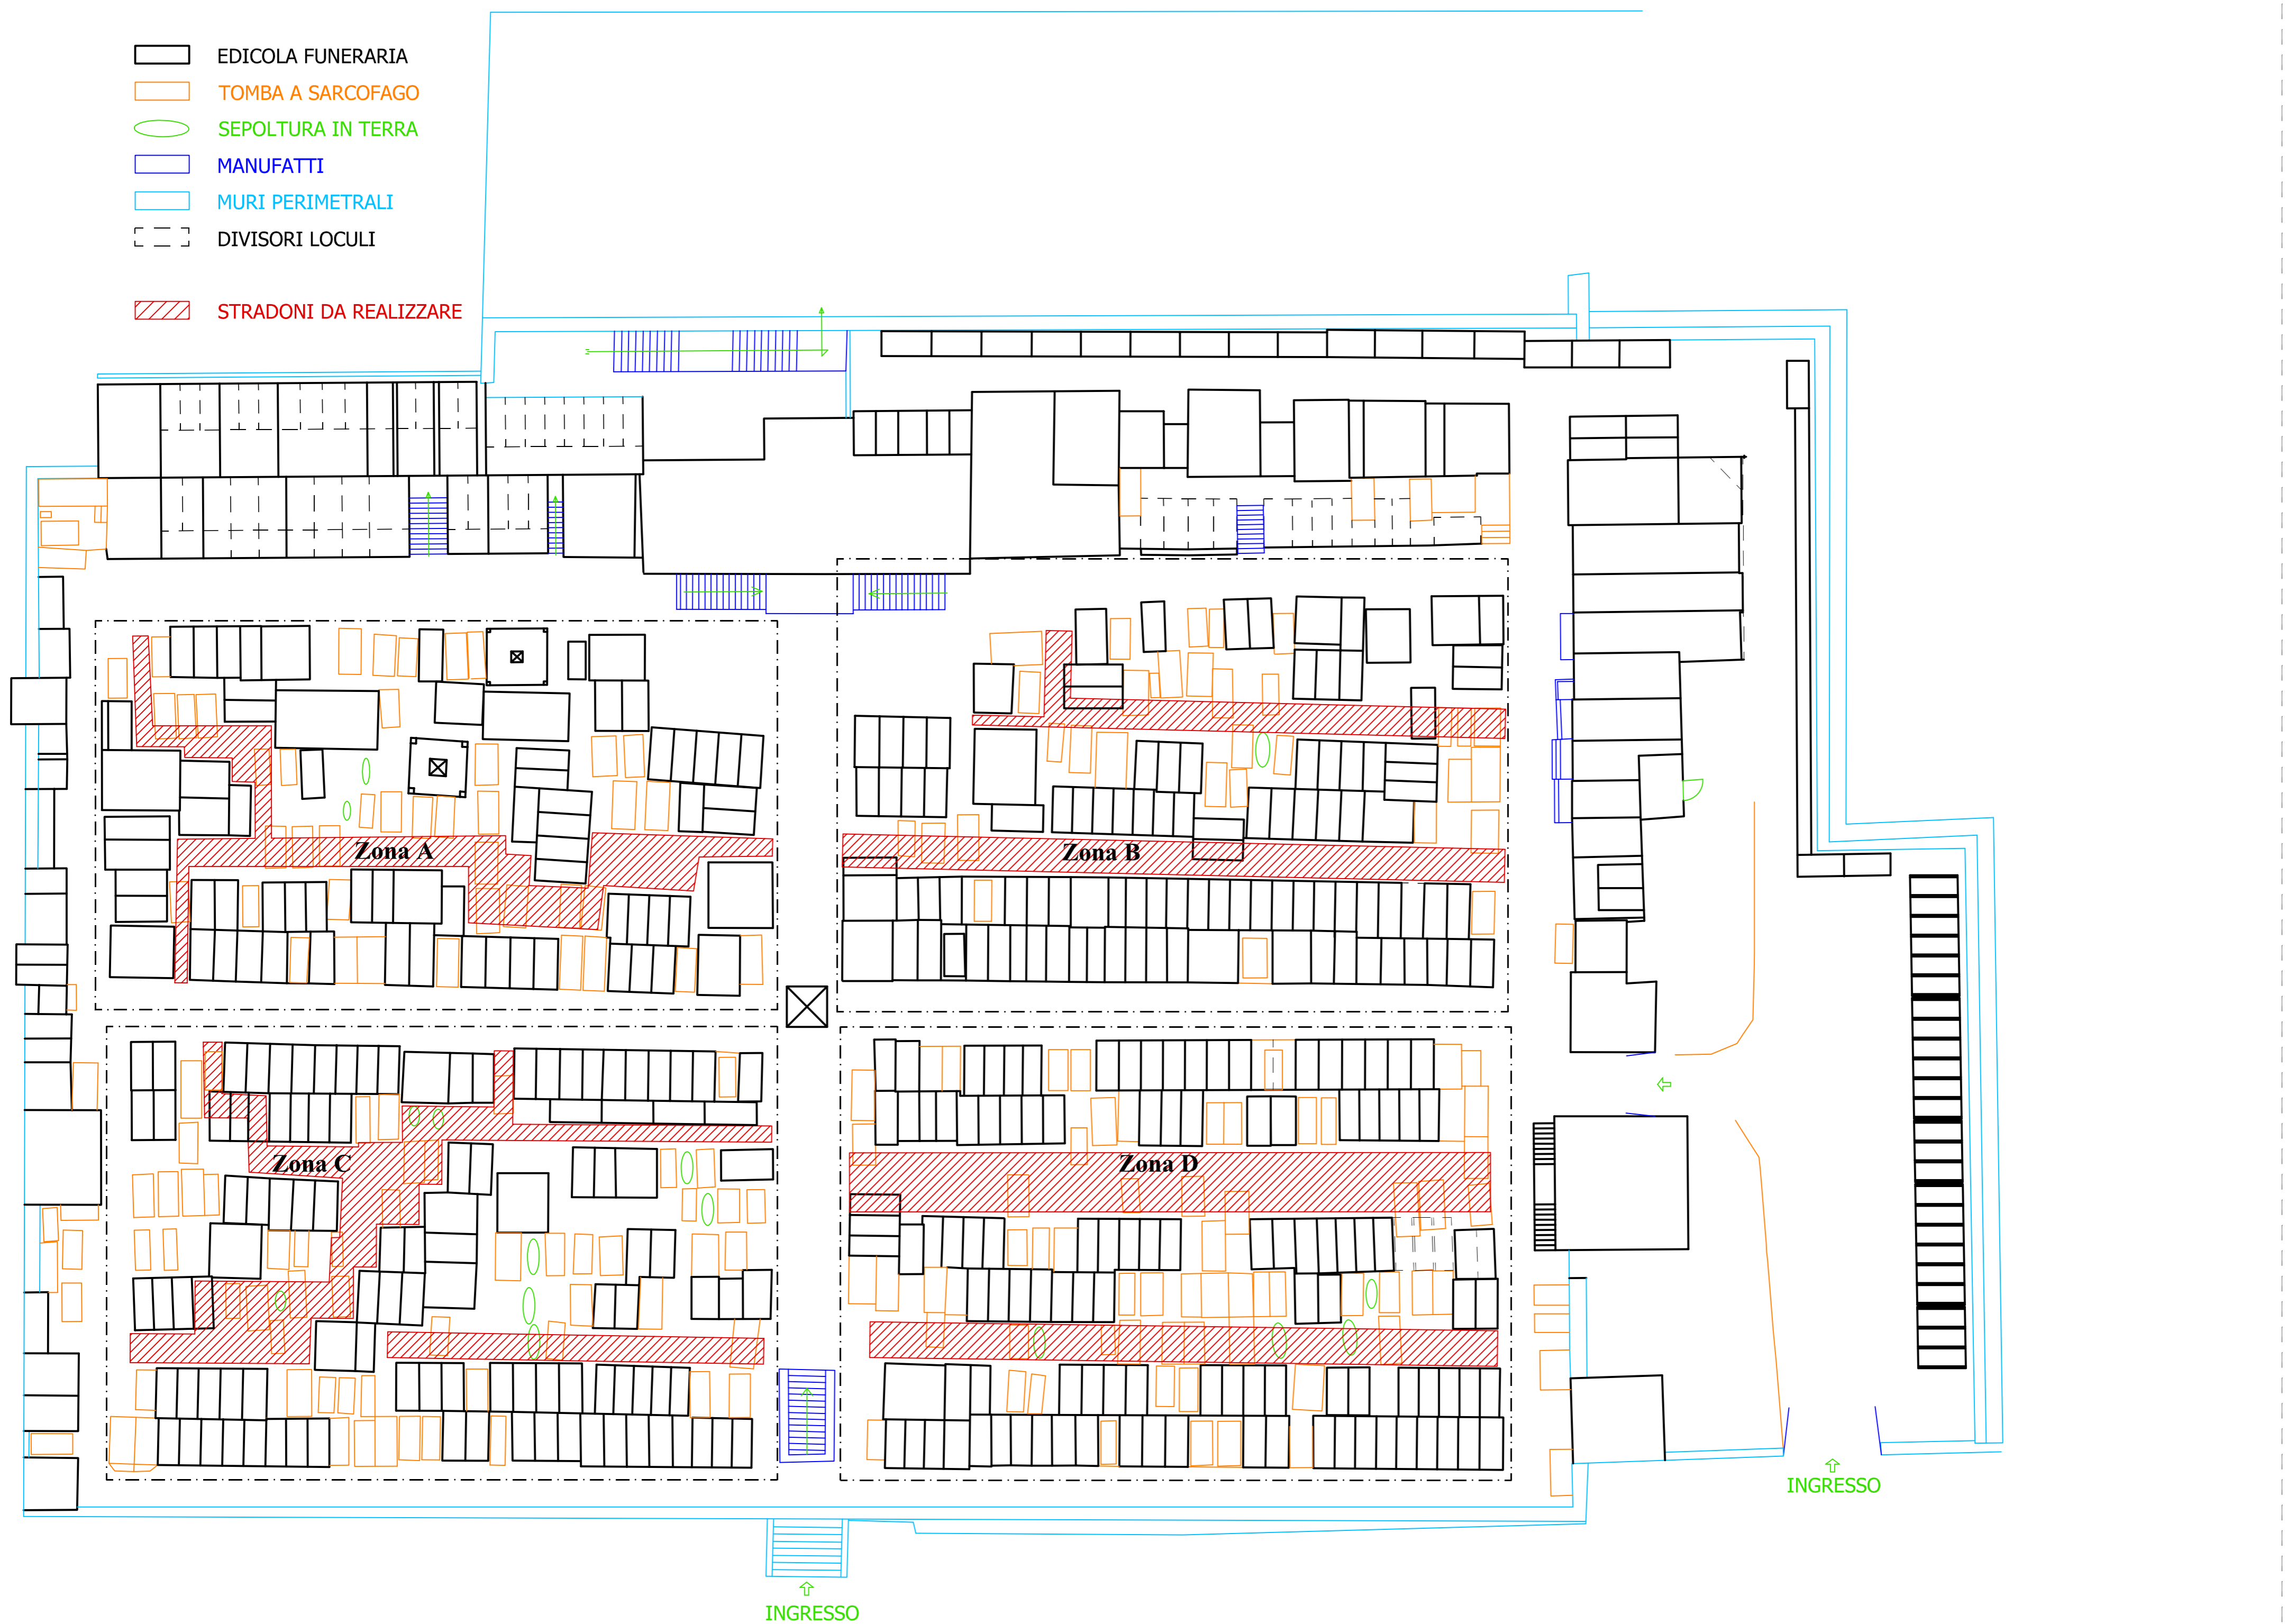 EDICOLA FUNERARIA
TOMBA A SARCOFAGO
SEPOLTURA IN TERRA
MANUFATTI
MURI PERIMETRALI
DIVISORI LOCULI
STRADONI DA REALIZZARE
Zona A
Zona B
Zona C
Zona D
INGRESSO
INGRESSO